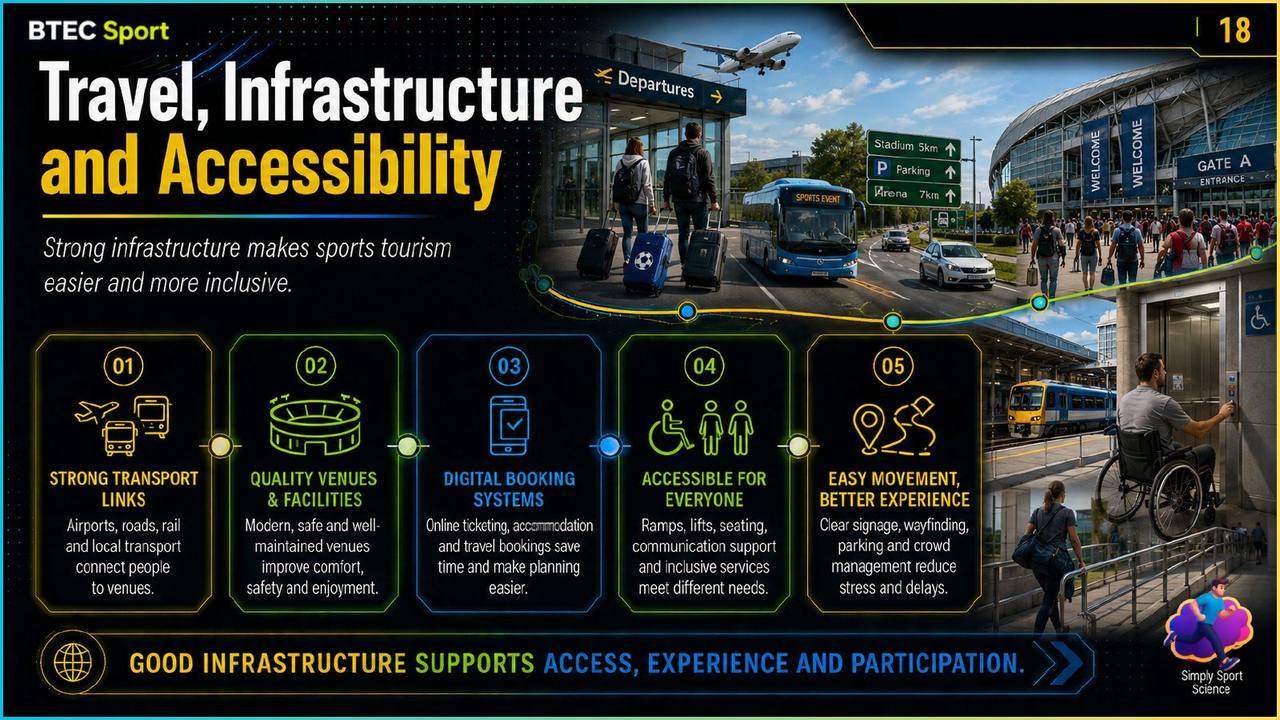 BTEC Sport
18
Travel, Infrastructure
and Accessibility
Strong infrastructure makes sports tourism
easier and more inclusive.
Departures
SPORTS EVENT
Stadium 5km
P Parking
Arena 7km
WELCOME
WELCOME
GATE A
ENTRANCE
01
STRONG TRANSPORT
LINKS
Airports, roads, rail
and local transport
connect people
to venues.
02
QUALITY VENUES
& FACILITIES
Modern, safe and well-
maintained venues
improve comfort,
safety and enjoyment.
03
DIGITAL BOOKING
SYSTEMS
Online ticketing, accommodation
and travel bookings save
time and make planning
easier.
04
ACCESSIBLE FOR
EVERYONE
Ramps, lifts, seating,
communication support
and inclusive services
meet different needs.
05
EASY MOVEMENT,
BETTER EXPERIENCE
Clear signage, wayfinding,
parking and crowd
management reduce
stress and delays.
GOOD INFRASTRUCTURE SUPPORTS ACCESS, EXPERIENCE AND PARTICIPATION.
Simply Sport
Science